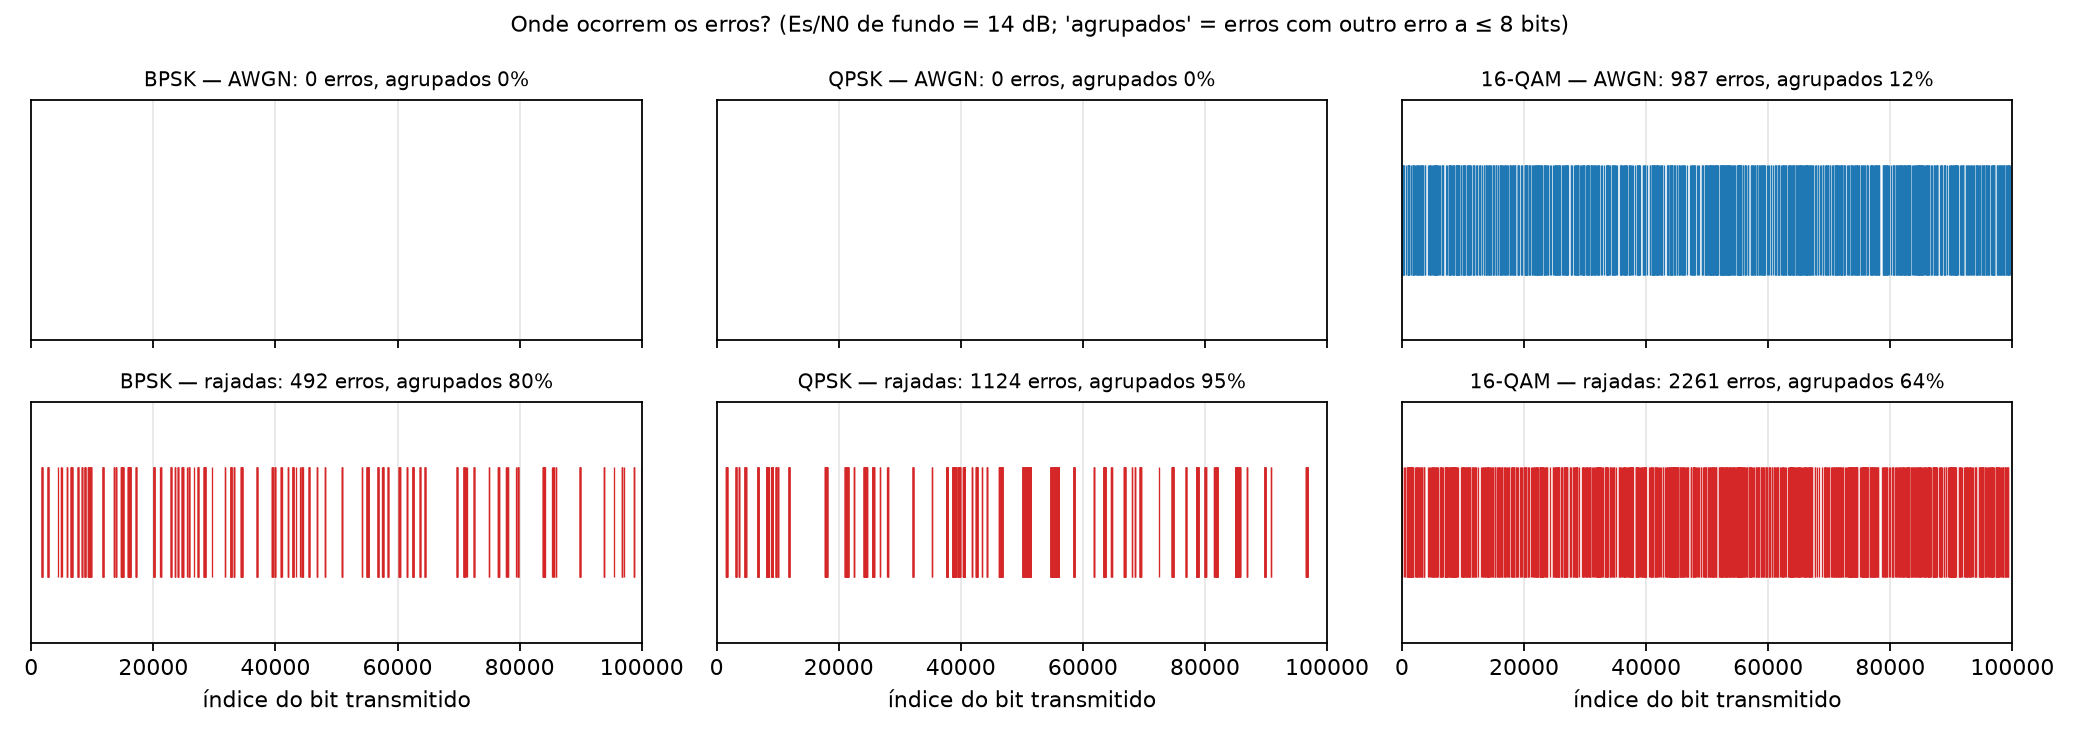 Onde ocorrem os erros? (Es/N0 de fundo = 14 dB; 'agrupados' = erros com outro erro a ≤ 8 bits)
BPSK — AWGN: 0 erros, agrupados 0%
QPSK — AWGN: 0 erros, agrupados 0%
16-QAM — AWGN: 987 erros, agrupados 12%
BPSK — rajadas: 492 erros, agrupados 80%
QPSK — rajadas: 1124 erros, agrupados 95%
16-QAM — rajadas: 2261 erros, agrupados 64%
0 20000 40000 60000 80000 100000
0 20000 40000 60000 80000 100000
0 20000 40000 60000 80000 100000
índice do bit transmitido
índice do bit transmitido
índice do bit transmitido